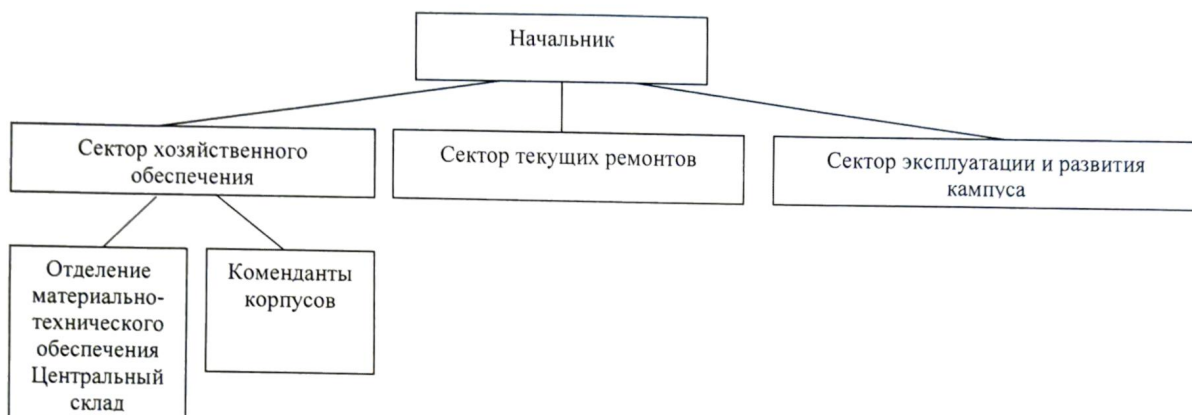 Начальник
Сектор хозяйственного
обеспечения
Сектор текущих ремонтов
Сектор эксплуатации и развития
кампуса
Отделение
материально-
технического
обеспечения
Центральный
склад
Коменданты
корпусов